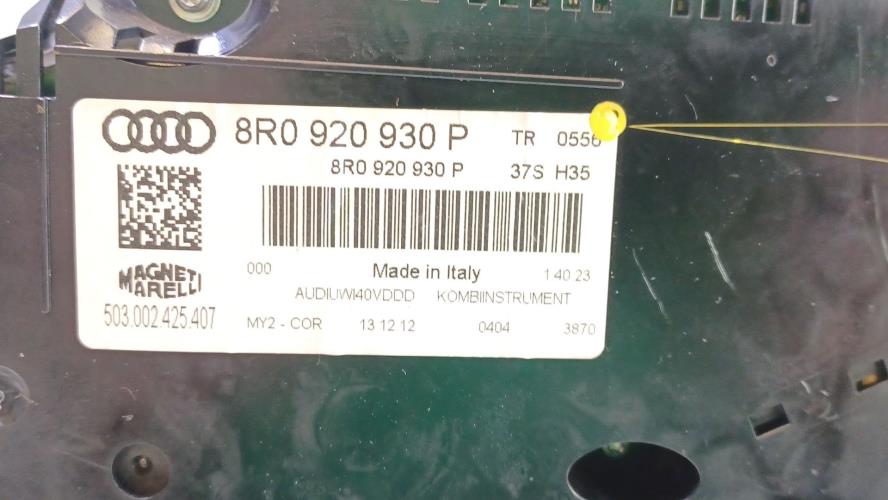 8R0 920 930 P TR 0556
8R0 920 930 P 37S H35
000 Made in Italy 1 40 23
MAGNETI
MARELLI
AUDIUWI40VDDD KOMBIINSTRUMENT
503.002.425.407
MY2 - COR 13 12 12 0404 3870